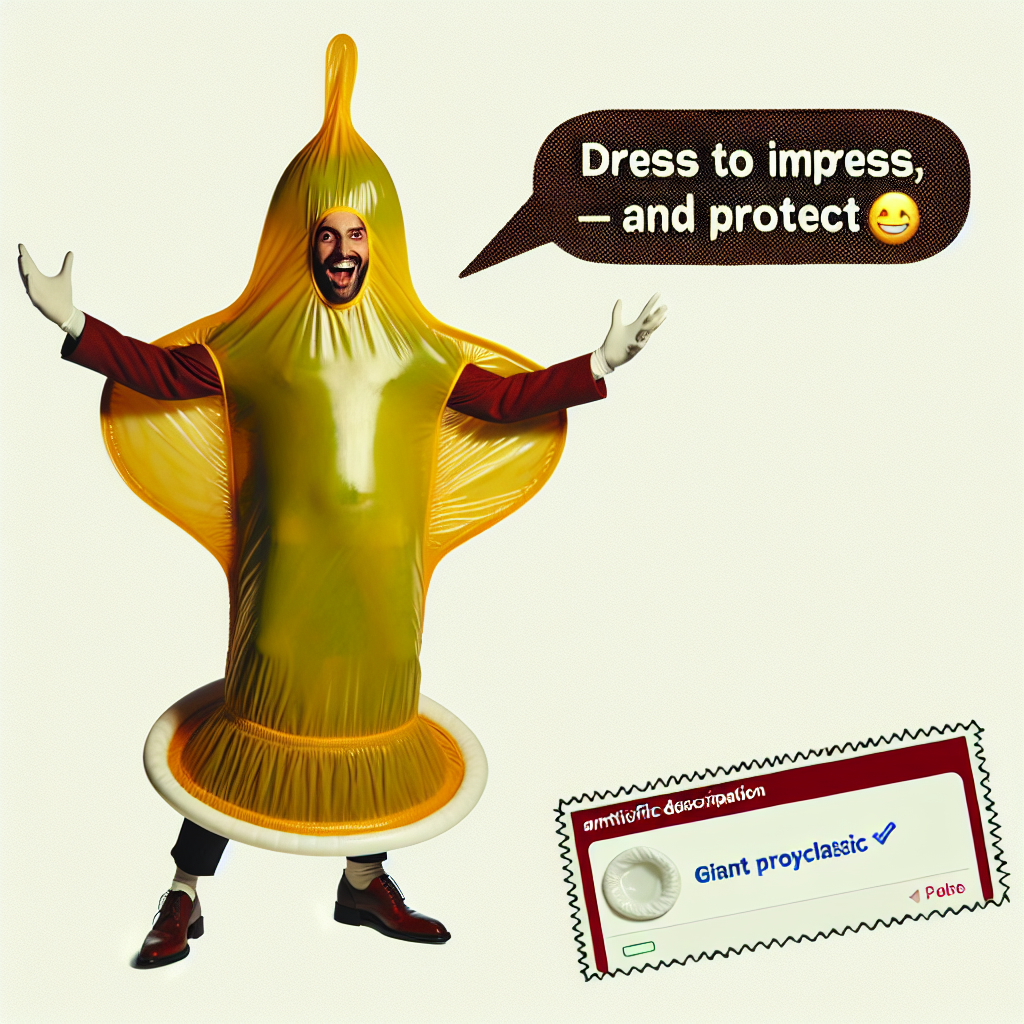 Dress to impress,
— and protect 😀
Giant proyclassic ✓